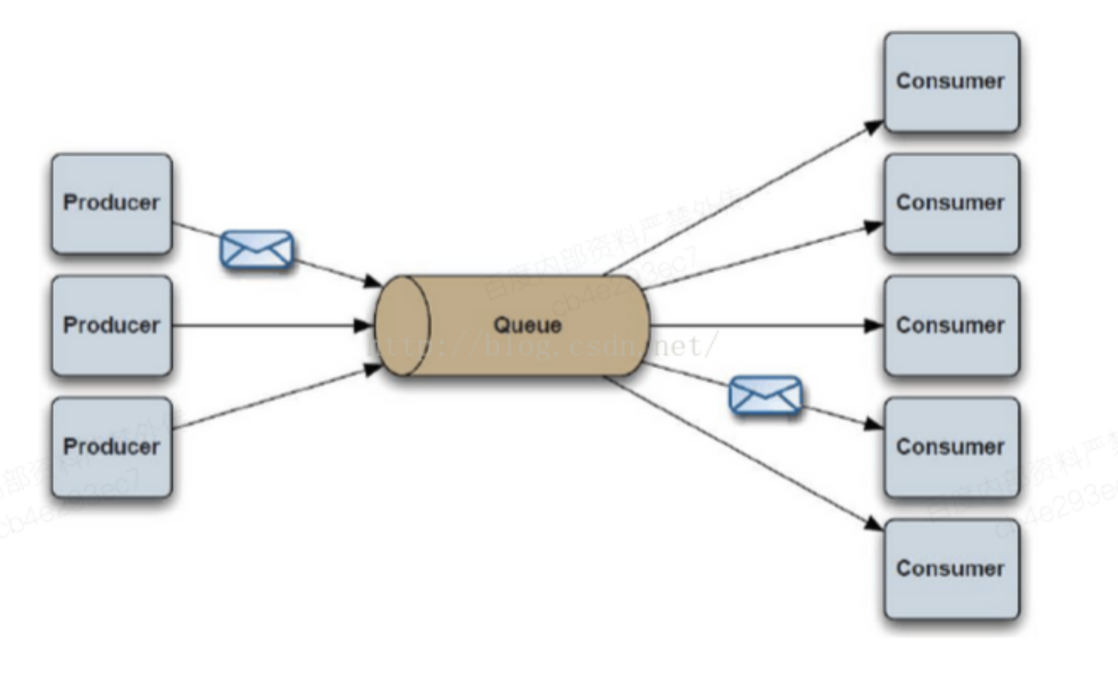 Consumer
Producer
Consumer
百度内部资料严禁外传
cb4e293ec7
Producer
Queue
Consumer
http://blog.csdn.net/
Producer
Consumer
Consumer